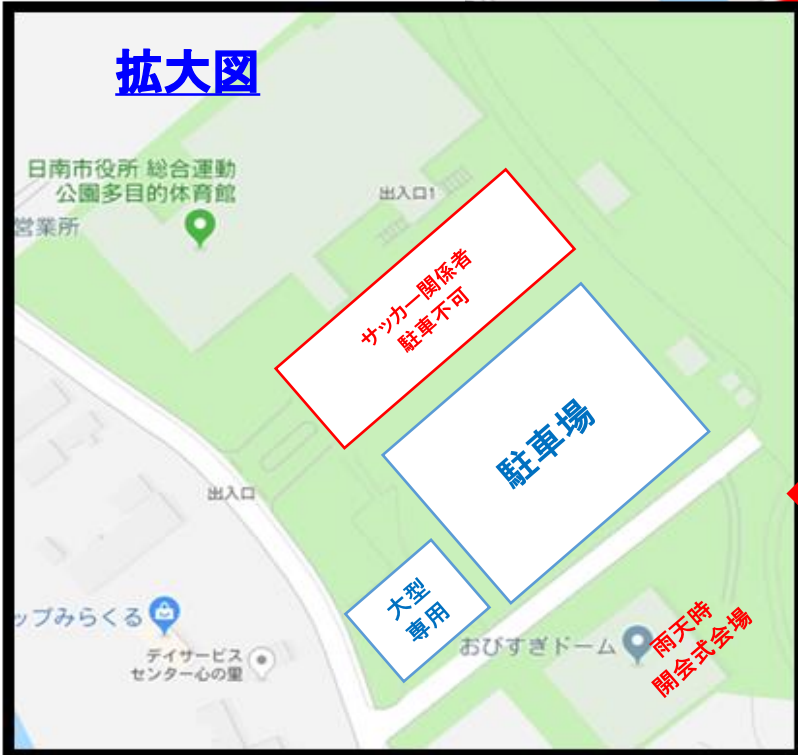 拡大図
日南市役所 総合運動
公園多目的体育館
営業所
出入口1
サッカー関係者
駐車不可
駐車場
出入口
大型
専用
ップみらくる
デイサービス
センター心の里
おびすぎドーム
雨天時
開会式会場